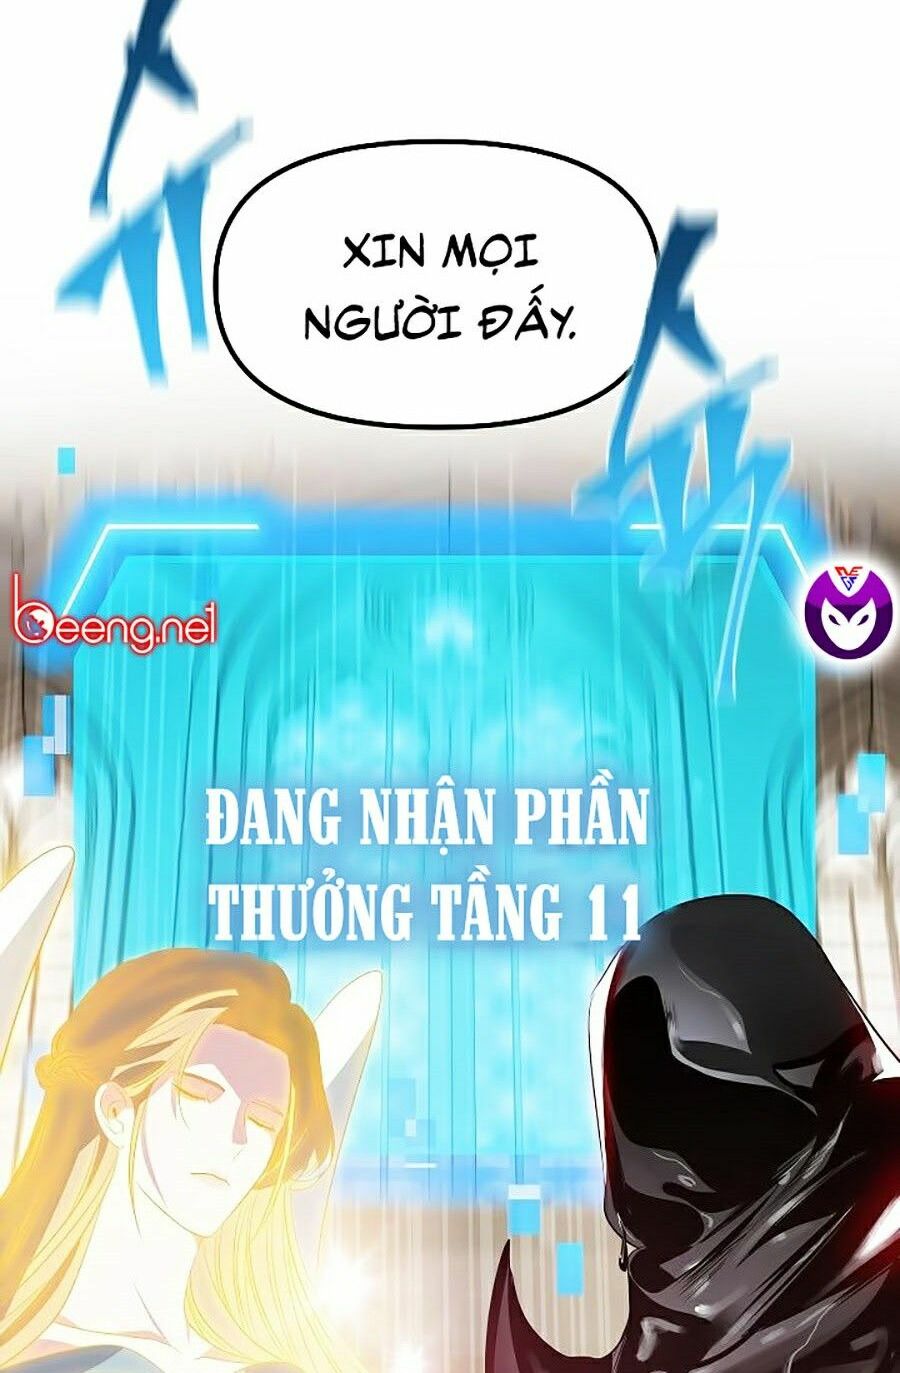 XIN MỌI
NGƯỜI ĐẤY.
beeng.net
ĐANG NHẬN PHẦN
THƯỞNG TẦNG 11